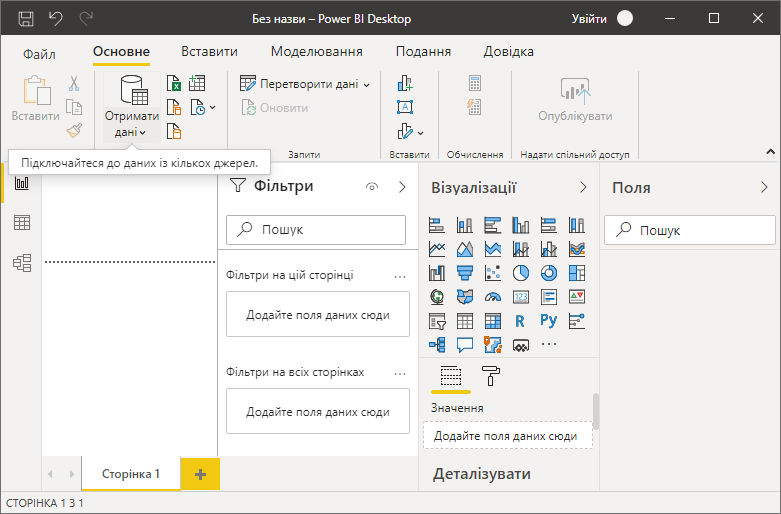 Без назви – Power BI Desktop
Увійти
Файл
Основне
Вставити
Моделювання
Подання
Довідка
Вставити
Отримати
дані
Перетворити дані
Оновити
Опублікувати
Запити
Вставити
Обчислення
Надати спільний доступ
Підключайтеся до даних із кількох джерел.
Фільтри
Візуалізації
Поля
Пошук
Пошук
Фільтри на цій сторінці
...
Додайте поля даних сюди
123
R
Py
...
Фільтри на всіх сторінках
...
Додайте поля даних сюди
Значення
Додайте поля даних сюди
Деталізувати
Сторінка 1
СТОРІНКА 1 З 1